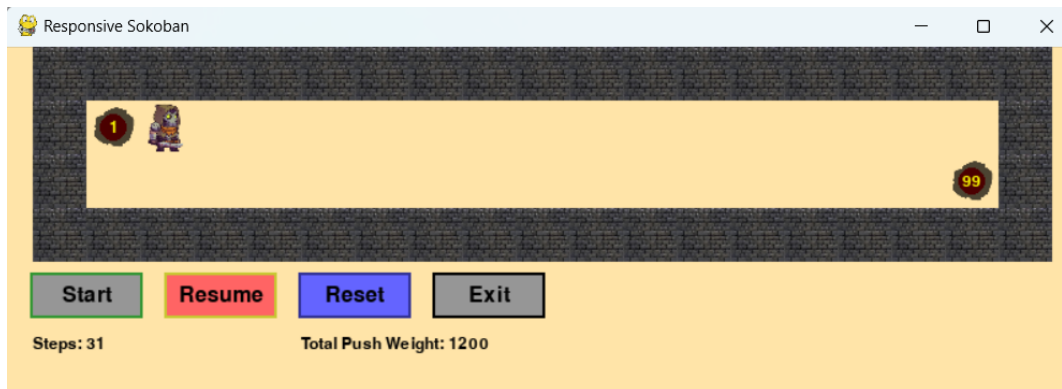 Responsive Sokoban
1
99
Start Resume Reset Exit
Steps: 31 Total Push Weight: 1200